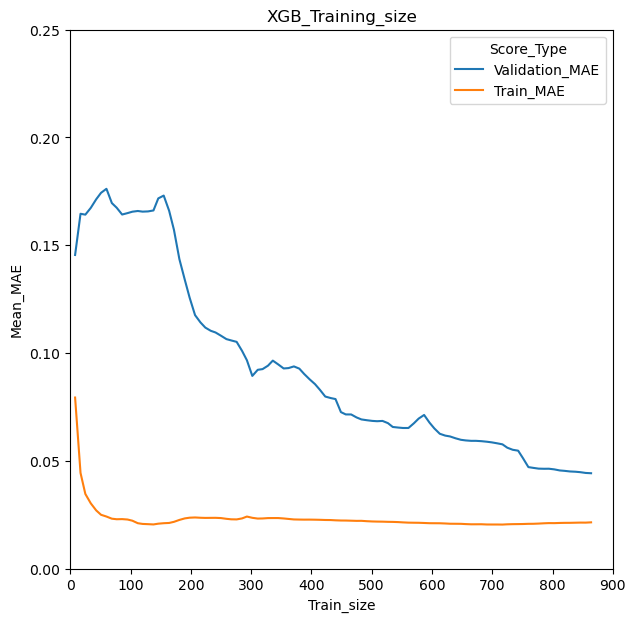 XGB_Training_size
0.25
0.20
0.15
0.10
0.05
0.00
Mean_MAE
Score_Type
Validation_MAE
Train_MAE
0 100 200 300 400 500 600 700 800 900
Train_size